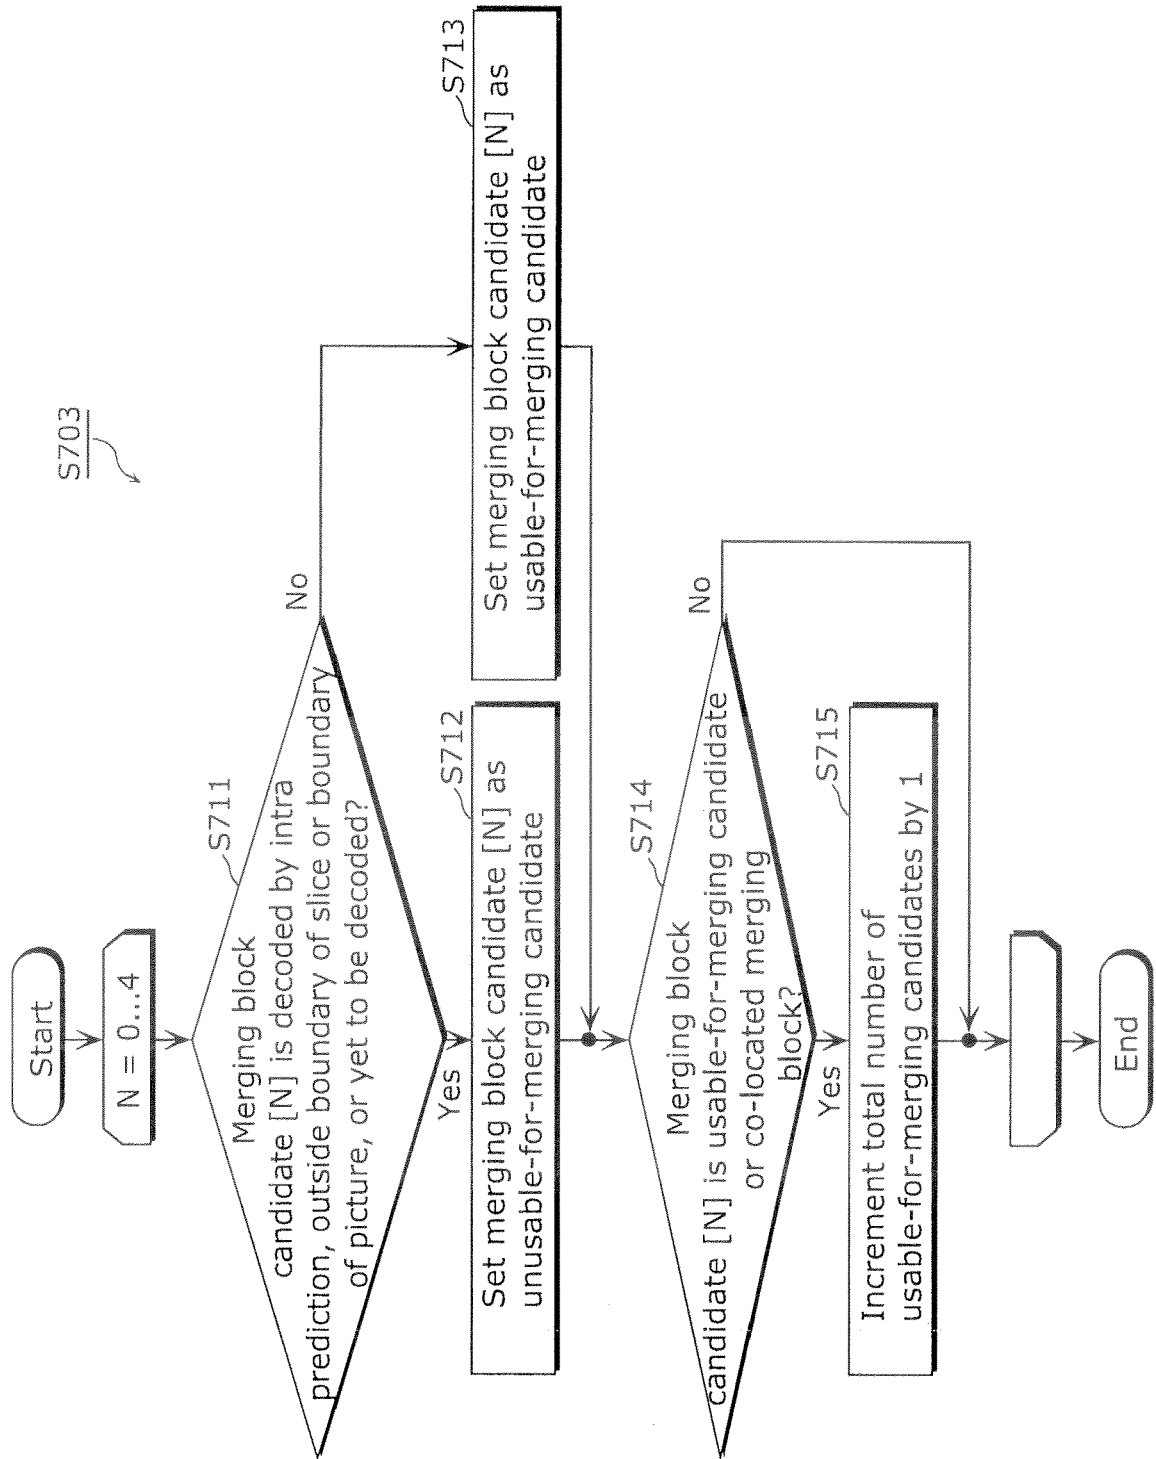 S703
Start
N = 0...4
S711
Merging block
candidate [N] is decoded by intra
prediction, outside boundary of slice or boundary
of picture, or yet to be decoded?
No
Yes
S712
Set merging block candidate [N] as
unusable-for-merging candidate
S713
Set merging block candidate [N] as
usable-for-merging candidate
S714
Merging block
candidate [N] is usable-for-merging candidate
or co-located merging
block?
No
Yes
S715
Increment total number of
usable-for-merging candidates by 1
End